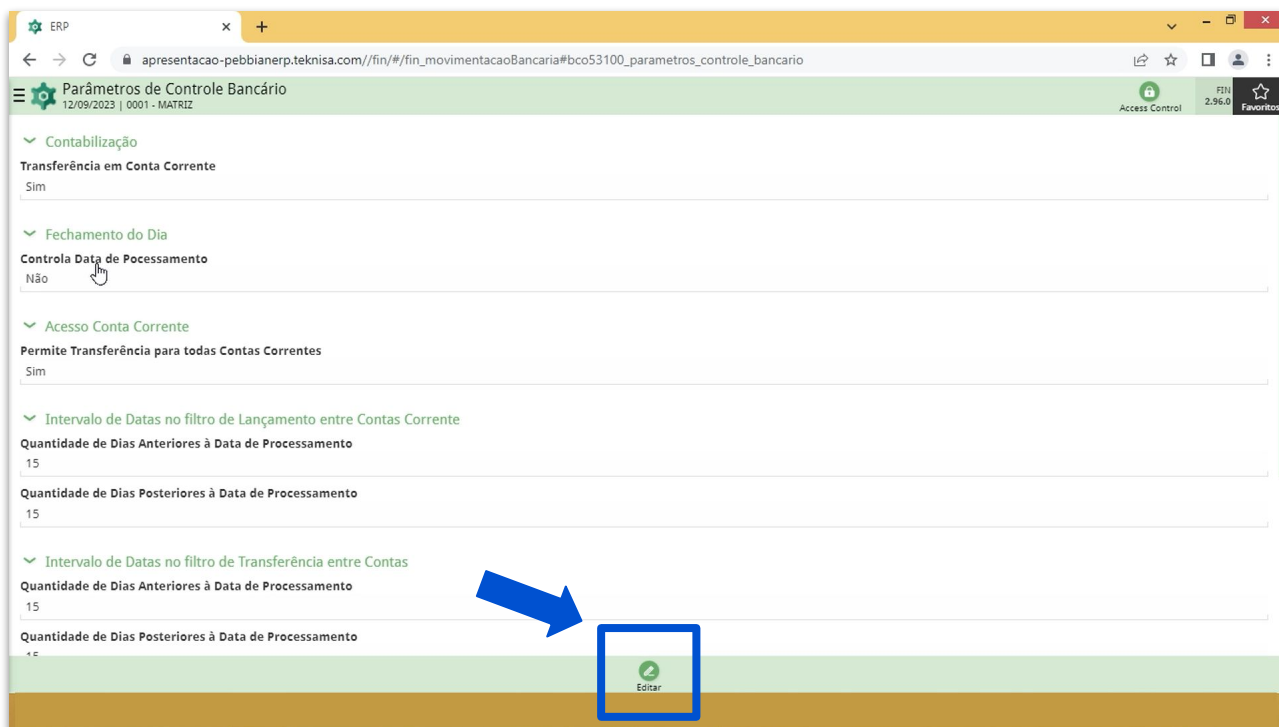 ERP
apresentacao-pebbianerp.teknisa.com//fin/#/fin_movimentacaoBancaria#bco53100_parametros_controle_bancario
Parâmetros de Controle Bancário
12/09/2023 | 0001 - MATRIZ
Access Control
FIN
2.96.0
Favoritos
Contabilização
Transferência em Conta Corrente
Sim
Fechamento do Dia
Controla Data de Pocessamento
Não
Acesso Conta Corrente
Permite Transferência para todas Contas Correntes
Sim
Intervalo de Datas no filtro de Lançamento entre Contas Corrente
Quantidade de Dias Anteriores à Data de Processamento
15
Quantidade de Dias Posteriores à Data de Processamento
15
Intervalo de Datas no filtro de Transferência entre Contas
Quantidade de Dias Anteriores à Data de Processamento
15
Quantidade de Dias Posteriores à Data de Processamento
Editar